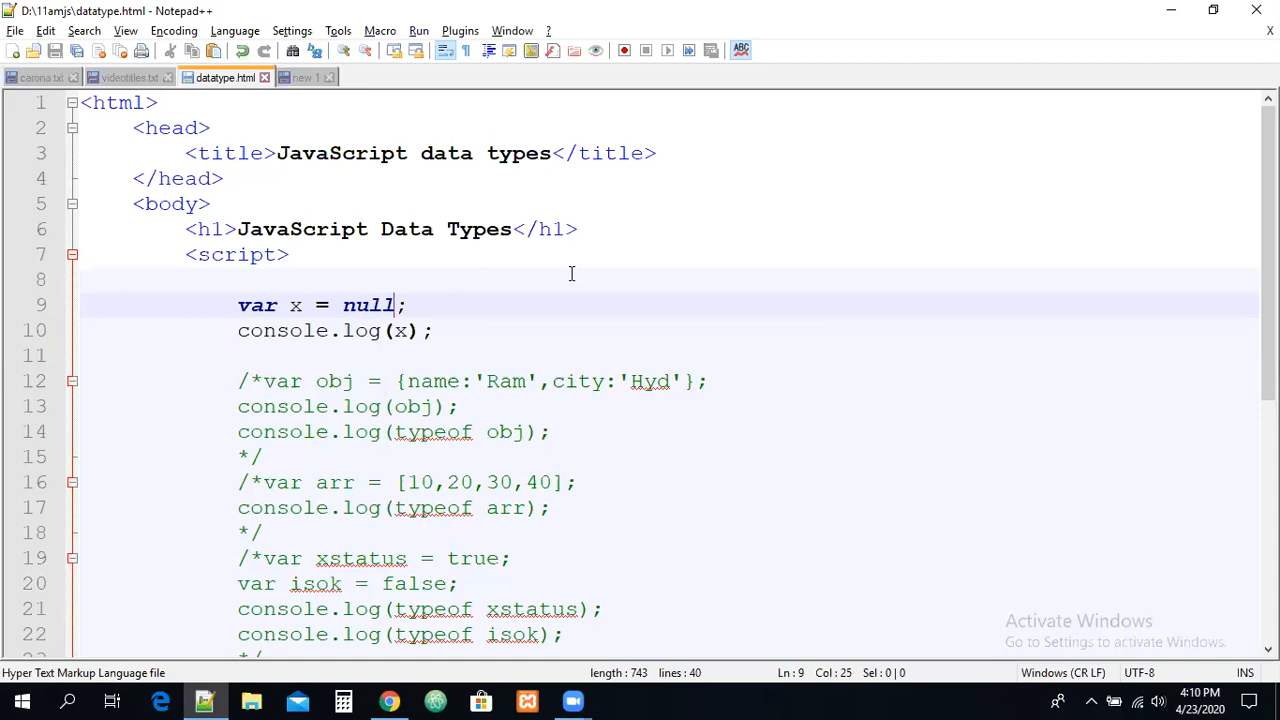 D:\11amjs\datatype.html - Notepad++
File Edit Search View Encoding Language Settings Tools Macro Run Plugins Window ?
X
ABC
carona.txt videotitles.txt datatype.html new 1
1 <html>
2 <head>
3 <title>JavaScript data types</title>
4 </head>
5 <body>
6 <h1>JavaScript Data Types</h1>
7 <script>
8
9 var x = null;
10 console.log(x);
11
12 /*var obj = {name:'Ram',city:'Hyd'};
13 console.log(obj);
14 console.log(typeof obj);
15 */
16 /*var arr = [10,20,30,40];
17 console.log(typeof arr);
18 */
19 /*var xstatus = true;
20 var isok = false;
21 console.log(typeof xstatus);
22 console.log(typeof isok);
23 */
Activate Windows
Go to Settings to activate Windows.
Hyper Text Markup Language file length : 743 lines : 40 Ln : 9 Col : 25 Sel : 0 | 0 Windows (CR LF) UTF-8 INS
4:10 PM
4/23/2020